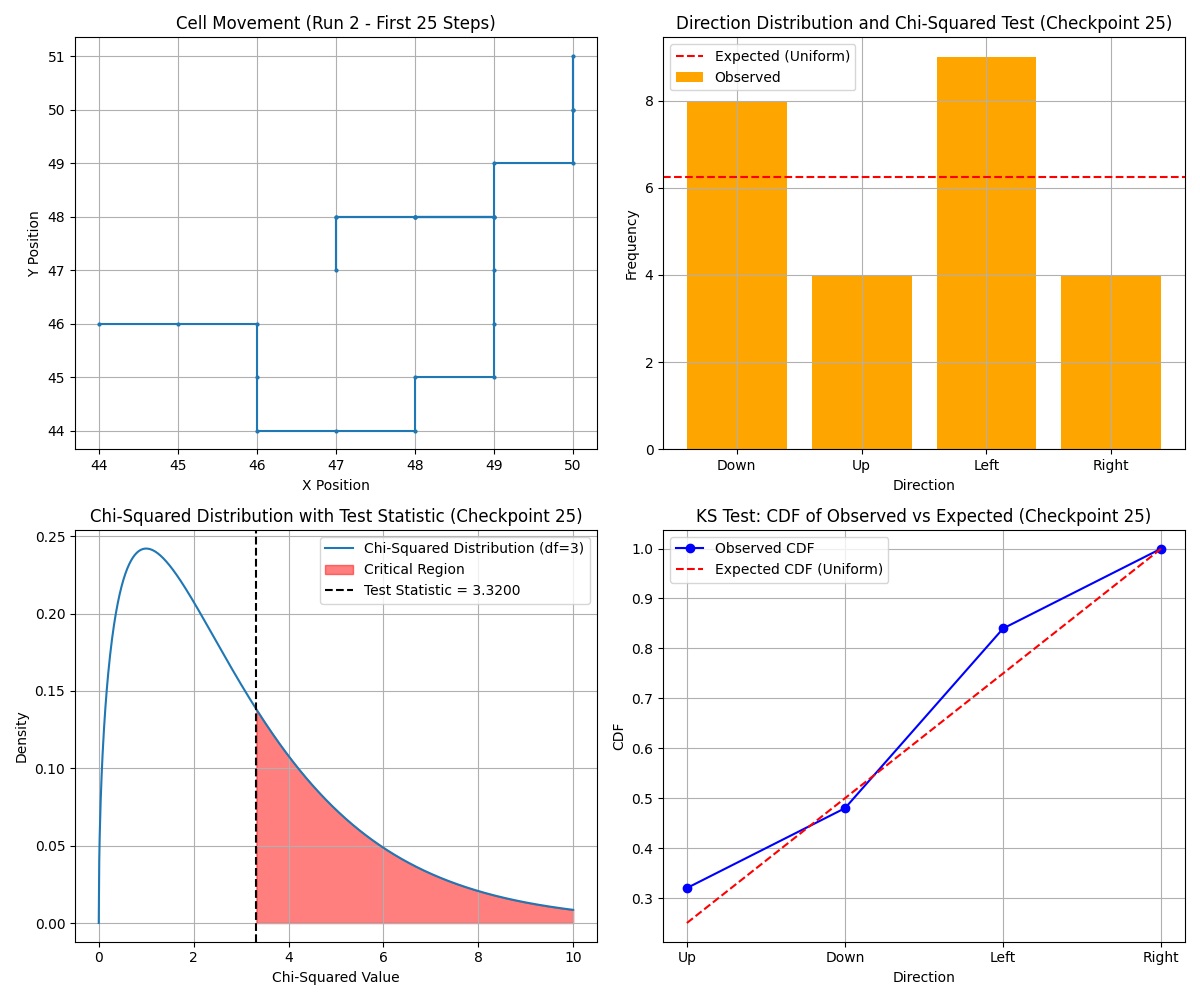 Cell Movement (Run 2 - First 25 Steps)
51
50
49
48
47
46
45
44
Y Position
44 45 46 47 48 49 50
X Position
Direction Distribution and Chi-Squared Test (Checkpoint 25)
Expected (Uniform)
Observed
8
6
4
2
0
Frequency
Down Up Left Right
Direction
Chi-Squared Distribution with Test Statistic (Checkpoint 25)
Chi-Squared Distribution (df=3)
Critical Region
Test Statistic = 3.3200
0.25
0.20
0.15
0.10
0.05
0.00
Density
0 2 4 6 8 10
Chi-Squared Value
KS Test: CDF of Observed vs Expected (Checkpoint 25)
Observed CDF
Expected CDF (Uniform)
1.0
0.9
0.8
0.7
0.6
0.5
0.4
0.3
CDF
Up Down Left Right
Direction